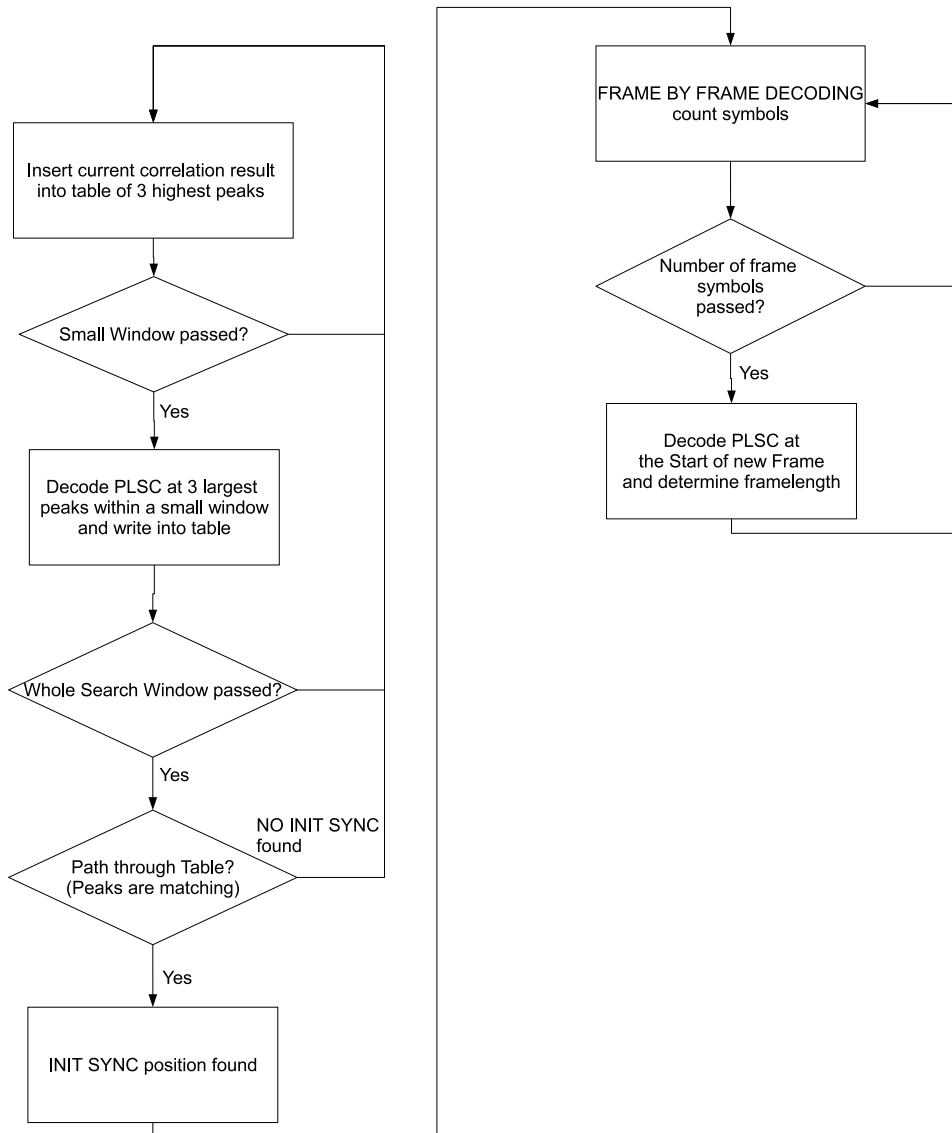 Insert current correlation result
into table of 3 highest peaks
Small Window passed?
Yes
Decode PLSC at 3 largest
peaks within a small window
and write into table
Whole Search Window passed?
Yes
NO INIT SYNC
found
Path through Table?
(Peaks are matching)
Yes
INIT SYNC position found
FRAME BY FRAME DECODING
count symbols
Number of frame
symbols
passed?
Yes
Decode PLSC at
the Start of new Frame
and determine framelength